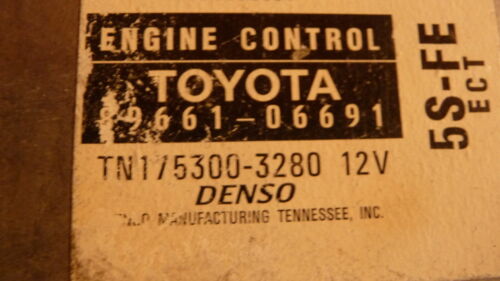 ENGINE CONTROL
TOYOTA
89661-06691
TN175300-3280 12V
DENSO
MANUFACTURING TENNESSEE, INC.
5S-FE
ECT